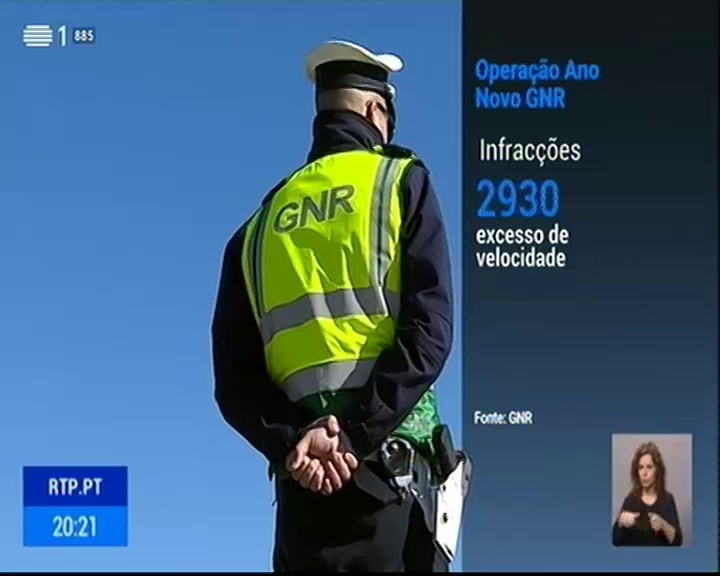 1 885
Operação Ano
Novo GNR
Infracções
2930
excesso de
velocidade
GNR
Fonte: GNR
RTP.PT
20:21